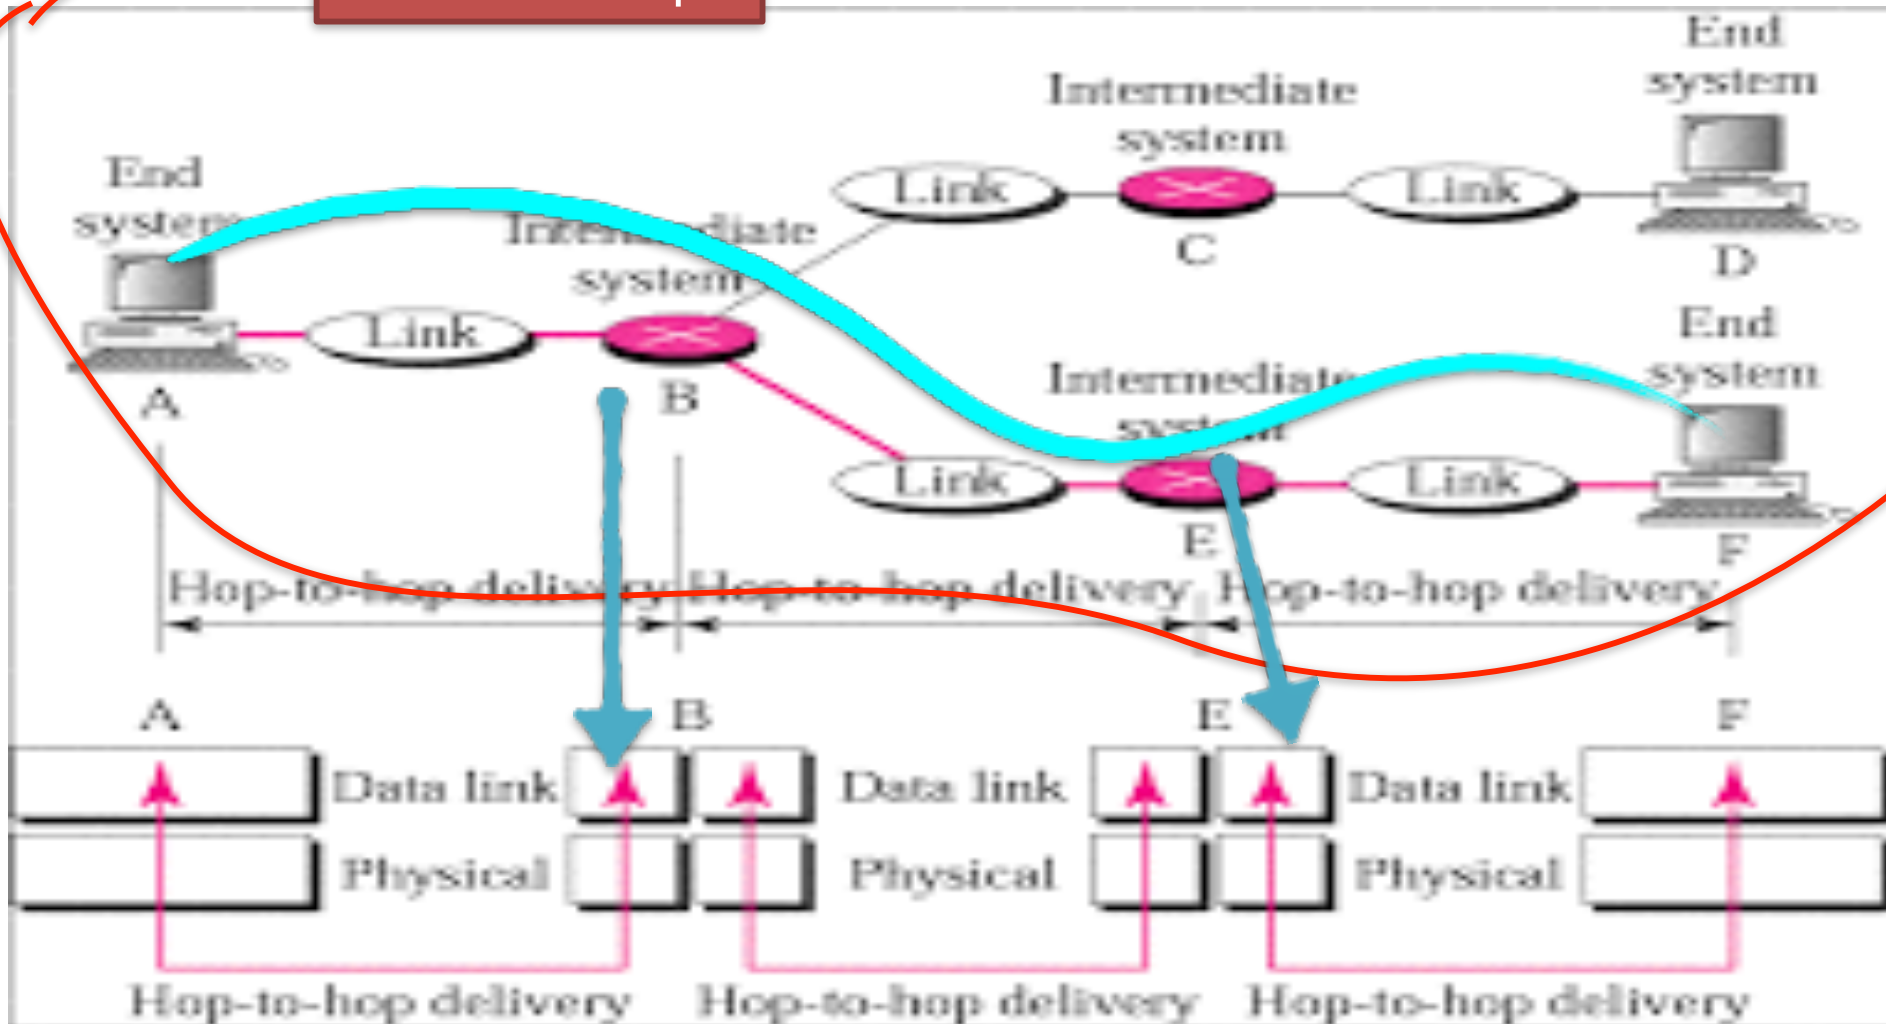 End
system
Intermediate
system
Link
Link
C
D
End
system
Intermediate
system
Link
B
A
End
system
Intermediate
system
Link
Link
E
F
Hop-to-hop delivery
Hop-to-hop delivery
Hop-to-hop delivery
A
B
E
F
Data link
Data link
Data link
Physical
Physical
Physical
Hop-to-hop delivery
Hop-to-hop delivery
Hop-to-hop delivery